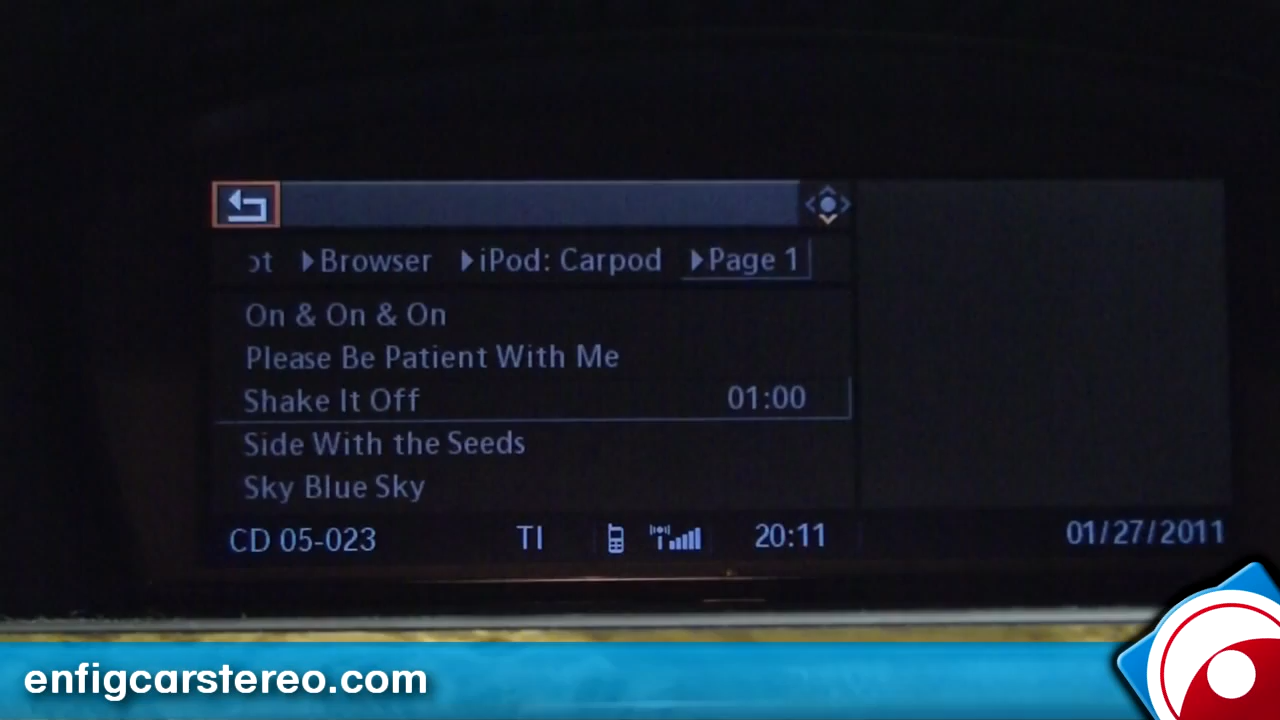 ot ▶Browser ▶iPod: Carpod ▶Page 1
On & On & On
Please Be Patient With Me
Shake It Off 01:00
Side With the Seeds
Sky Blue Sky
CD 05-023 TI 20:11 01/27/2011
enfigcarstereo.com